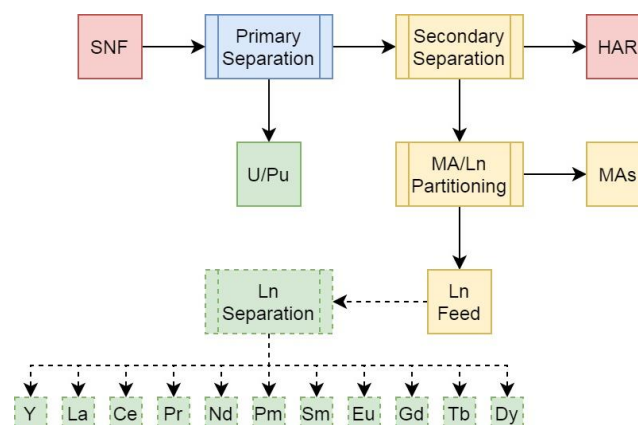 SNF
Primary
Separation
Secondary
Separation
HAR
U/Pu
MA/Ln
Partitioning
MAs
Ln
Separation
Ln
Feed
Y
La
Ce
Pr
Nd
Pm
Sm
Eu
Gd
Tb
Dy